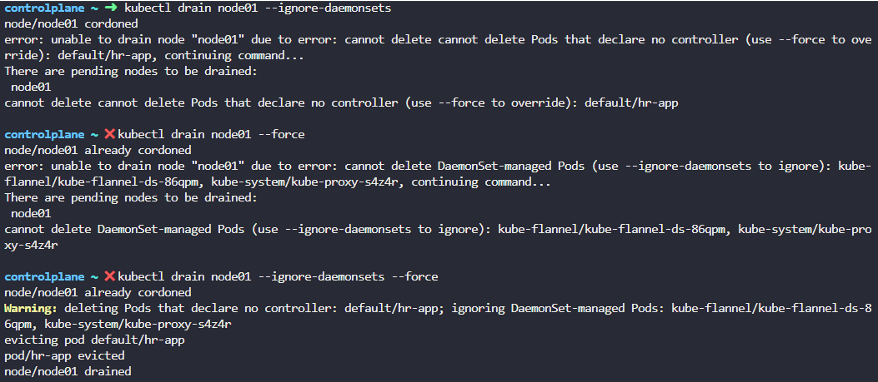 controlplane ~ ➜ kubectl drain node01 --ignore-daemonsets
node/node01 cordoned
error: unable to drain node "node01" due to error: cannot delete cannot delete Pods that declare no controller (use --force to ove
rride): default/hr-app, continuing command...
There are pending nodes to be drained:
 node01
cannot delete cannot delete Pods that declare no controller (use --force to override): default/hr-app

controlplane ~ ✖ kubectl drain node01 --force
node/node01 already cordoned
error: unable to drain node "node01" due to error: cannot delete DaemonSet-managed Pods (use --ignore-daemonsets to ignore): kube-
flannel/kube-flannel-ds-86qpm, kube-system/kube-proxy-s4z4r, continuing command...
There are pending nodes to be drained:
 node01
cannot delete DaemonSet-managed Pods (use --ignore-daemonsets to ignore): kube-flannel/kube-flannel-ds-86qpm, kube-system/kube-pro
xy-s4z4r

controlplane ~ ✖ kubectl drain node01 --ignore-daemonsets --force
node/node01 already cordoned
Warning: deleting Pods that declare no controller: default/hr-app; ignoring DaemonSet-managed Pods: kube-flannel/kube-flannel-ds-8
6qpm, kube-system/kube-proxy-s4z4r
evicting pod default/hr-app
pod/hr-app evicted
node/node01 drained